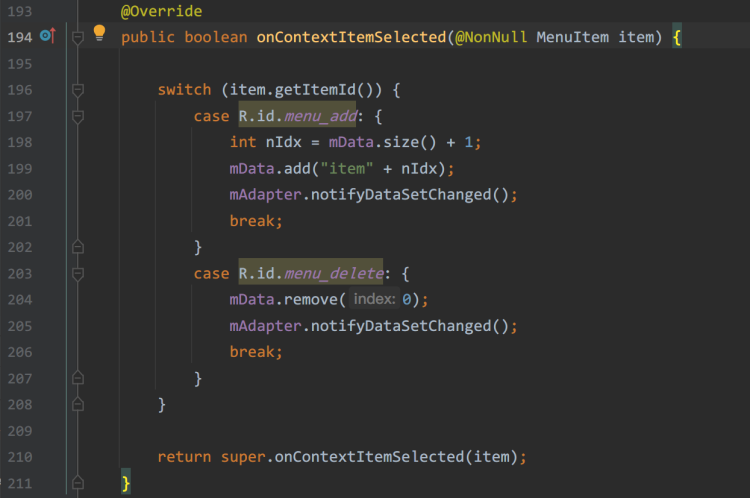 193 @Override
194 public boolean onContextItemSelected(@NonNull MenuItem item) {
195
196 switch (item.getItemId()) {
197 case R.id.menu_add: {
198 int nIdx = mData.size() + 1;
199 mData.add("item" + nIdx);
200 mAdapter.notifyDataSetChanged();
201 break;
202 }
203 case R.id.menu_delete: {
204 mData.remove( index: 0);
205 mAdapter.notifyDataSetChanged();
206 break;
207 }
208 }
209
210 return super.onContextItemSelected(item);
211 }